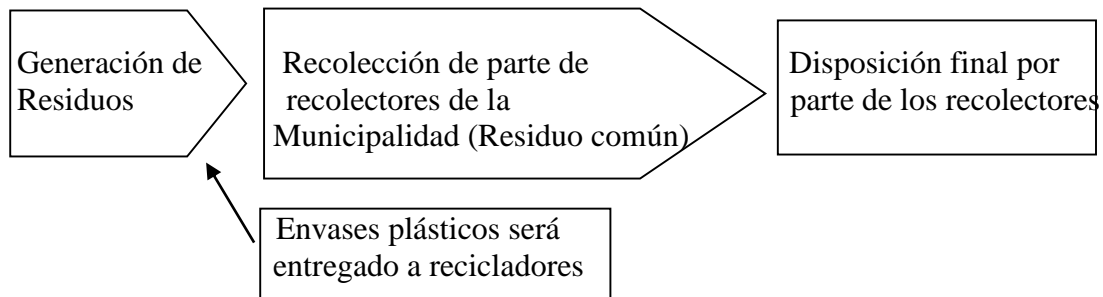 Generación de
Residuos
Recolección de parte de
recolectores de la
Municipalidad (Residuo común)
Disposición final por
parte de los recolectores
Envases plásticos será
entregado a recicladores